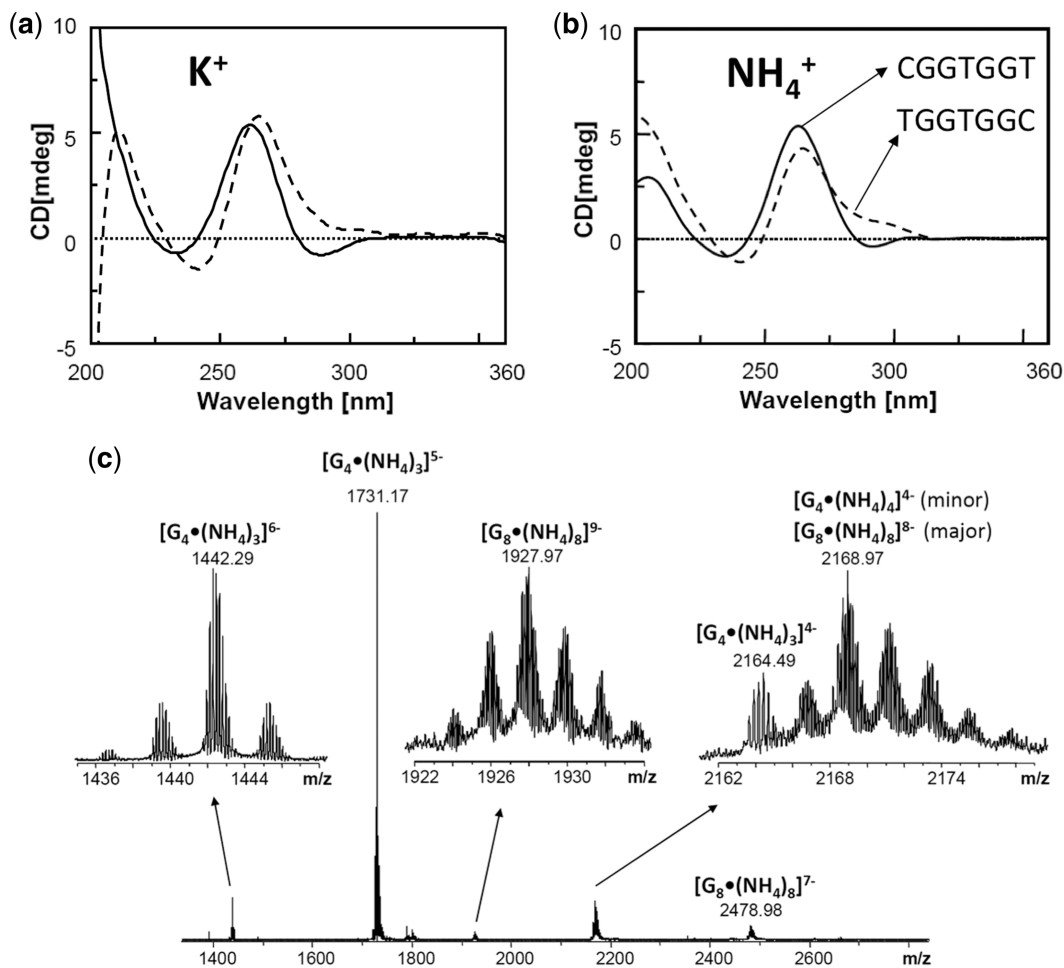 (a)
10
5
0
-5
CD[mdeg]
K+
200
250
300
360
Wavelength [nm]
(b)
10
5
0
-5
CD[mdeg]
NH4+
CGGTGGT
TGGTGGC
200
250
300
360
Wavelength [nm]
(c)
[G4•(NH4)3]5-
1731.17
[G4•(NH4)3]6-
1442.29
1436
1440
1444
m/z
[G8•(NH4)8]9-
1927.97
1922
1926
1930
m/z
[G4•(NH4)4]4- (minor)
[G8•(NH4)8]8- (major)
2168.97
[G4•(NH4)3]4-
2164.49
2162
2168
2174
m/z
[G8•(NH4)8]7-
2478.98
1400
1600
1800
2000
2200
2400
2600
m/z